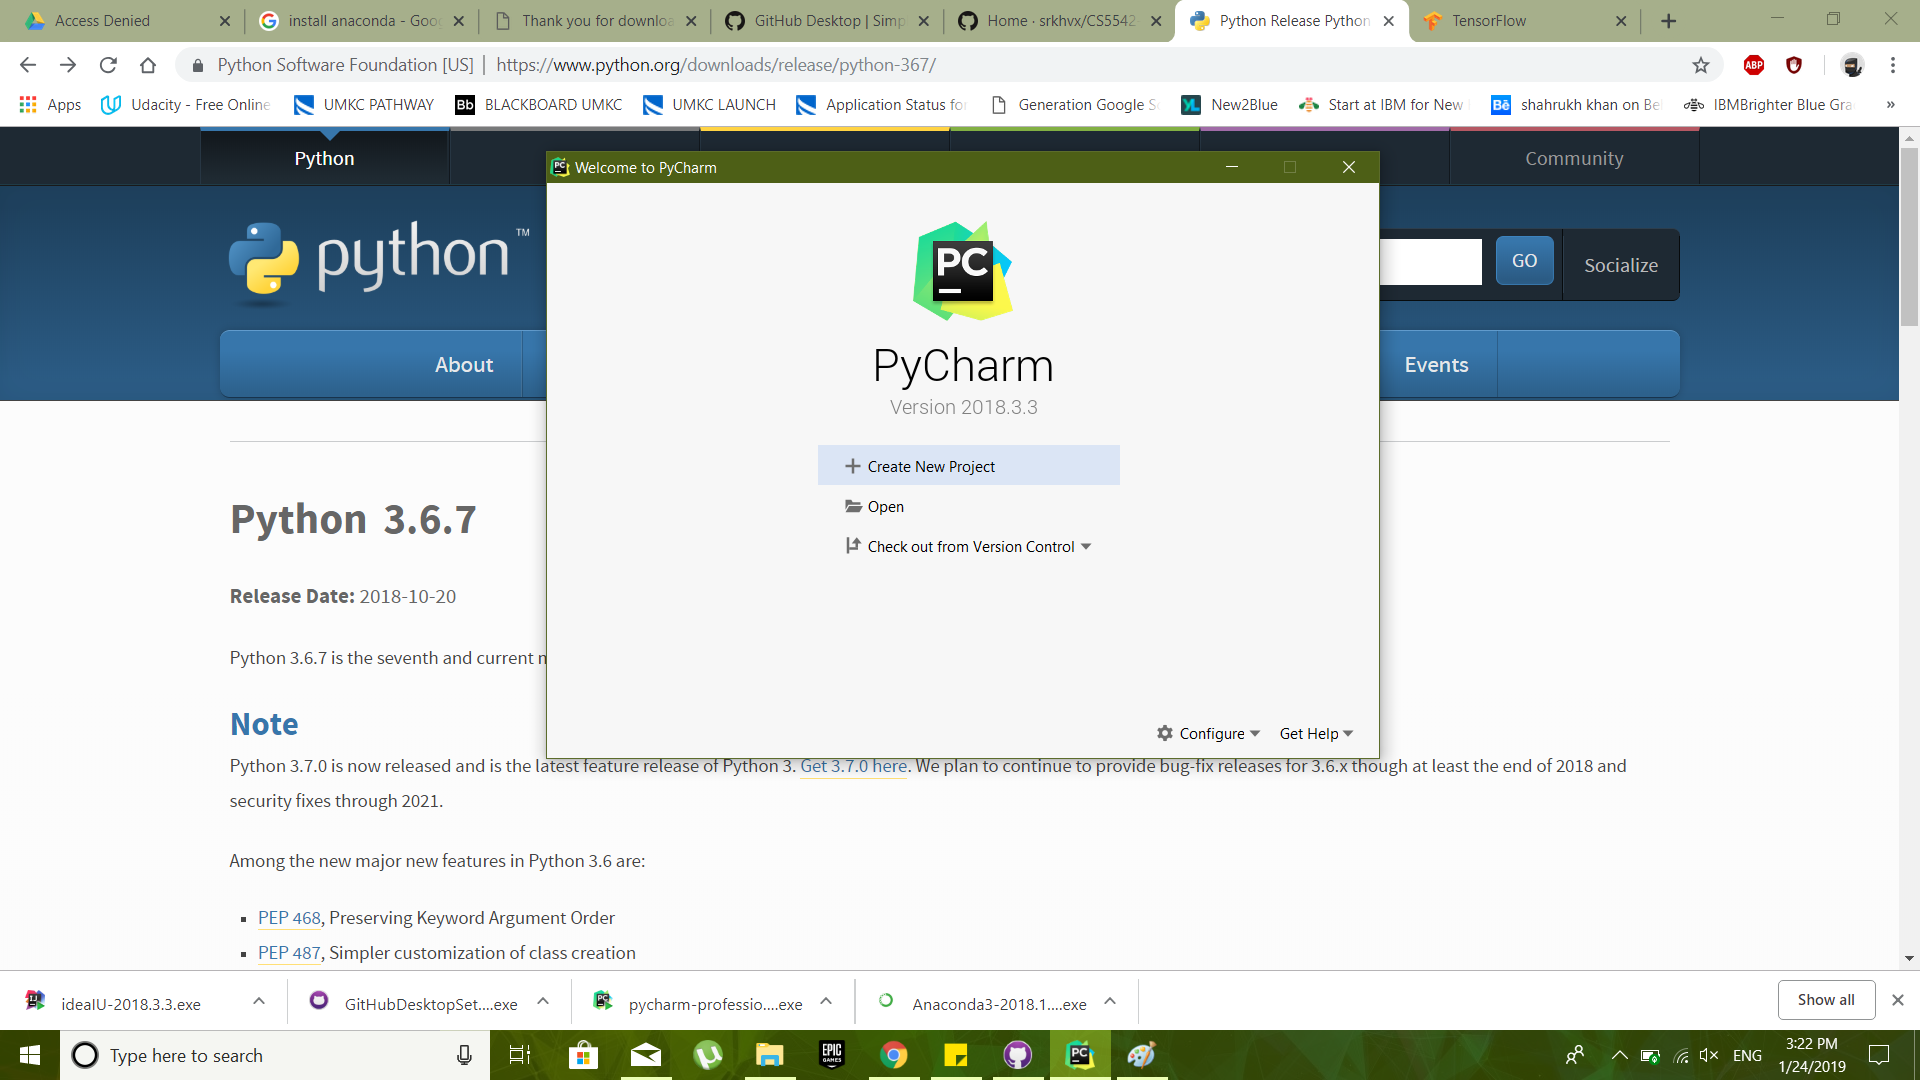 Access Denied
install anaconda - Goo
Thank you for downloa
GitHub Desktop | Simp
Home · srkhvx/CS5542
Python Release Python
TensorFlow
Python Software Foundation [US] | https://www.python.org/downloads/release/python-367/
ABP
Apps
Udacity - Free Online
UMKC PATHWAY
Bb BLACKBOARD UMKC
UMKC LAUNCH
Application Status fo
Generation Google S
YL New2Blue
Start at IBM for New
Bē shahrukh khan on Be
IBMBrighter Blue Gra
»
Python
Community
PC Welcome to PyCharm
python™
GO
Socialize
About
Events
PC
PyCharm
Version 2018.3.3
Create New Project
Open
Check out from Version Control
Configure
Get Help
Python 3.6.7
Release Date: 2018-10-20
Python 3.6.7 is the seventh and current
Note
Python 3.7.0 is now released and is the latest feature release of Python 3. Get 3.7.0 here. We plan to continue to provide bug-fix releases for 3.6.x though at least the end of 2018 and
security fixes through 2021.
Among the new major new features in Python 3.6 are:
PEP 468, Preserving Keyword Argument Order
PEP 487, Simpler customization of class creation
ideaIU-2018.3.3.exe
GitHubDesktopSet....exe
pycharm-professio....exe
Anaconda3-2018.1....exe
Show all
Type here to search
EPIC GAMES
PC
ENG
3:22 PM
1/24/2019